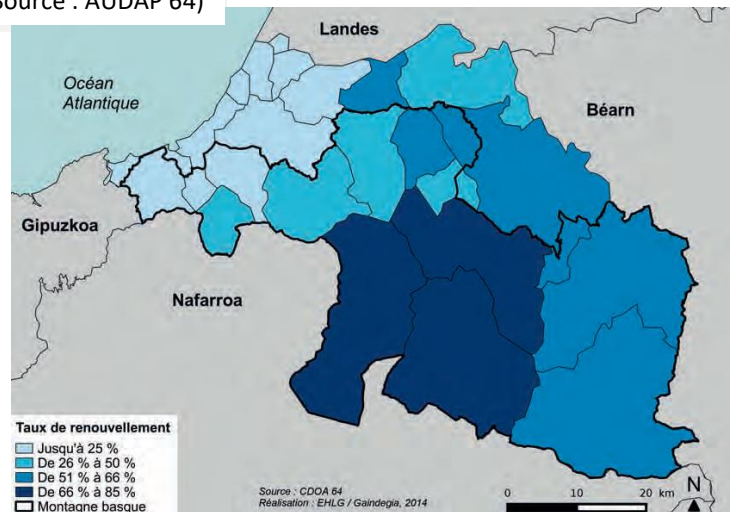 Source : AUDAP 64)
Landes
Océan
Atlantique
Béarn
Gipuzkoa
Nafarroa
Taux de renouvellement
Jusqu'à 25 %
De 26 % à 50 %
De 51 % à 66 %
De 66 % à 85 %
Montagne basque
Source : CDOA 64
Réalisation : EHLG / Gaindegia, 2014
0 10 20 km
N